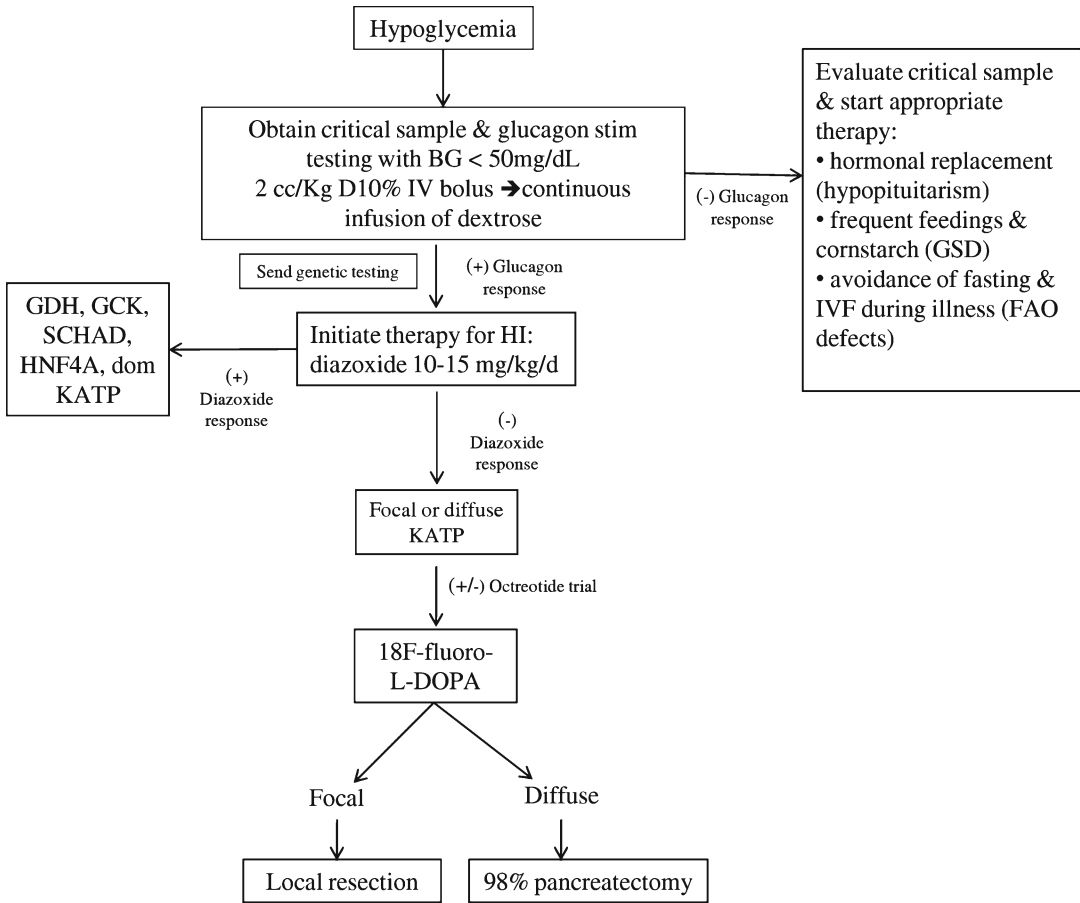 Hypoglycemia
Obtain critical sample & glucagon stim
testing with BG < 50mg/dL
2 cc/Kg D10% IV bolus ➔continuous
infusion of dextrose
(-) Glucagon
response
Evaluate critical sample
& start appropriate
therapy:
• hormonal replacement
(hypopituitarism)
• frequent feedings &
cornstarch (GSD)
• avoidance of fasting &
IVF during illness (FAO
defects)
Send genetic testing
(+) Glucagon
response
Initiate therapy for HI:
diazoxide 10-15 mg/kg/d
(+)
Diazoxide
response
GDH, GCK,
SCHAD,
HNF4A, dom
KATP
(-)
Diazoxide
response
Focal or diffuse
KATP
(+/-) Octreotide trial
18F-fluoro-
L-DOPA
Focal
Diffuse
Local resection
98% pancreatectomy